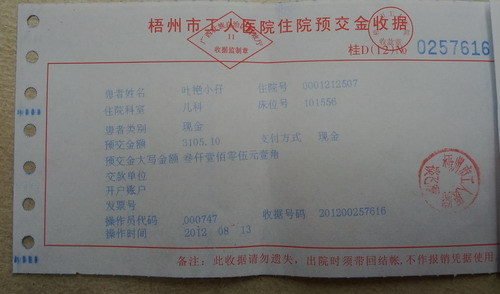 梧州市工人医院住院预交金收据
11
收据监制章
收款章
桂D(12)№ 0257616
患者姓名 叶艳小孖 住院号 0001212507
住院科室 儿科 床位号 101556
患者类别 现金
预交金额 3105.10 支付方式 现金
预交金大写金额 叁仟壹佰零伍元壹角
交款单位
开户账户
发票号
操作员代码 000747 收据号码 201200257616
操作时间 2012 08 13
备注：此收据请勿遗失，出院时须带回结帐，不作报销凭据使用